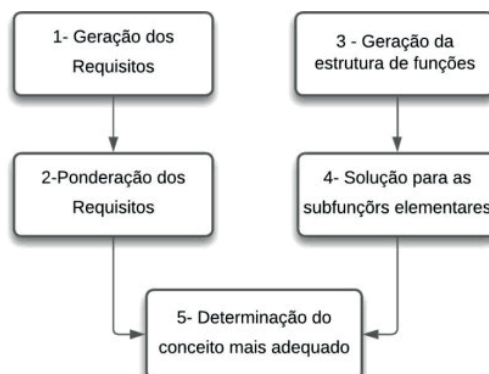 1- Geração dos
Requisitos
3 - Geração da
estrutura de funções
2-Ponderação dos
Requisitos
4- Solução para as
subfunçõrs elementares
5- Determinação do
conceito mais adequado